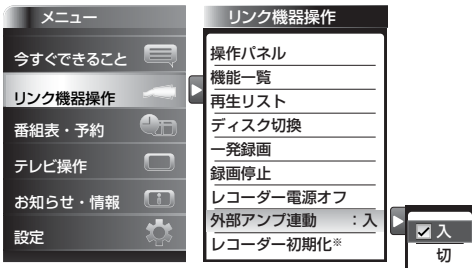 メニュー
今すぐできること
リンク機器操作
番組表・予約
テレビ操作
お知らせ・情報
設定
リンク機器操作
操作パネル
機能一覧
再生リスト
ディスク切換
一発録画
録画停止
レコーダー電源オフ
外部アンプ連動 :入
レコーダー初期化※
入
切